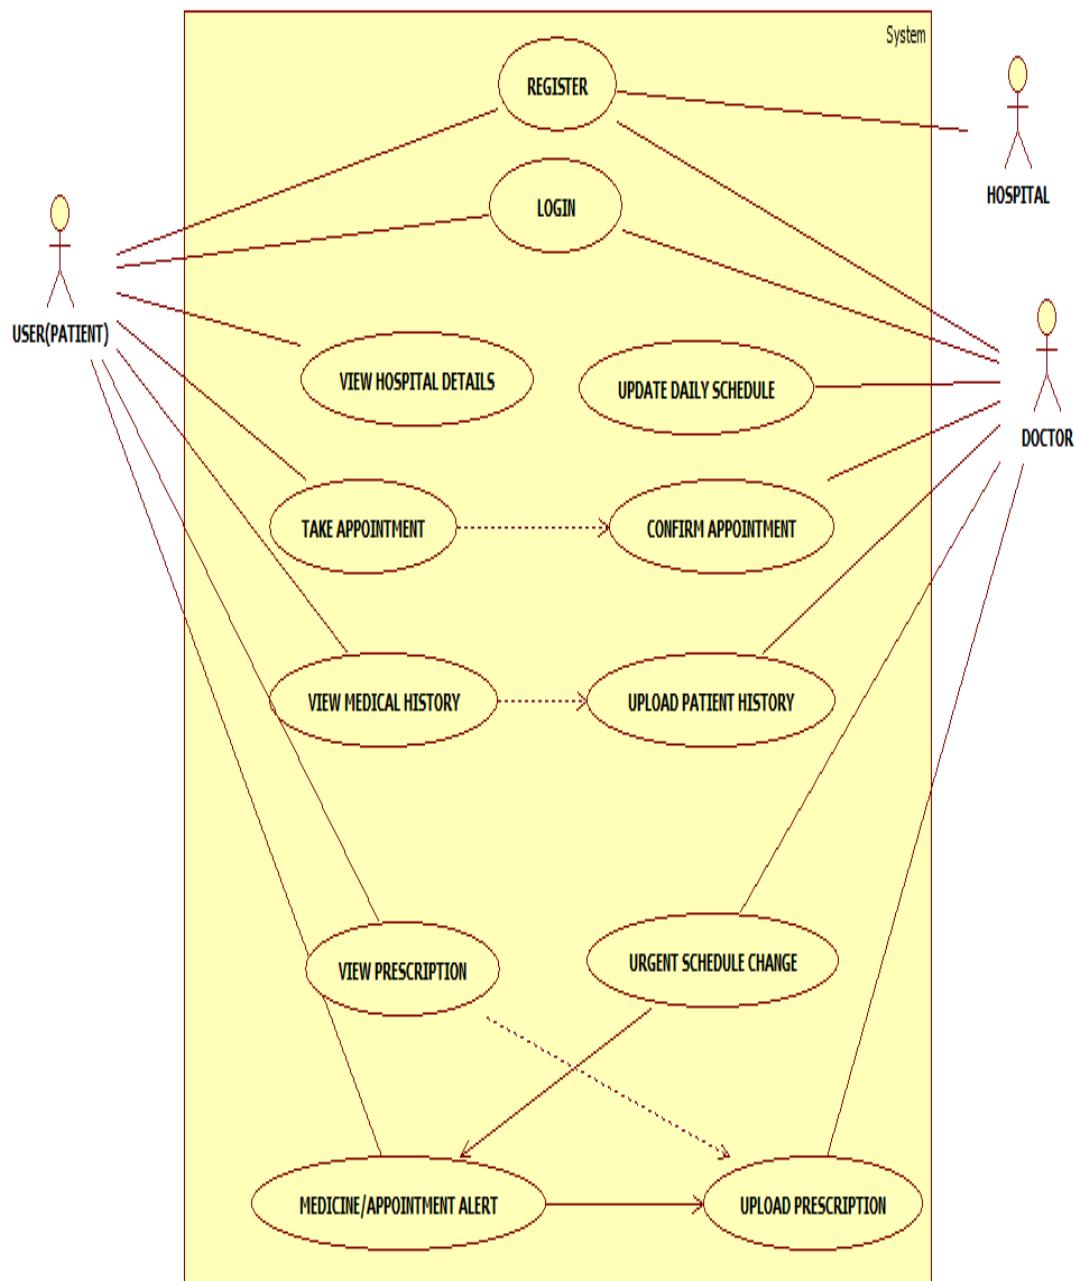 System
REGISTER
HOSPITAL
LOGIN
USER(PATIENT)
VIEW HOSPITAL DETAILS
UPDATE DAILY SCHEDULE
DOCTOR
TAKE APPOINTMENT
CONFIRM APPOINTMENT
VIEW MEDICAL HISTORY
UPLOAD PATIENT HISTORY
VIEW PRESCRIPTION
URGENT SCHEDULE CHANGE
MEDICINE/APPOINTMENT ALERT
UPLOAD PRESCRIPTION